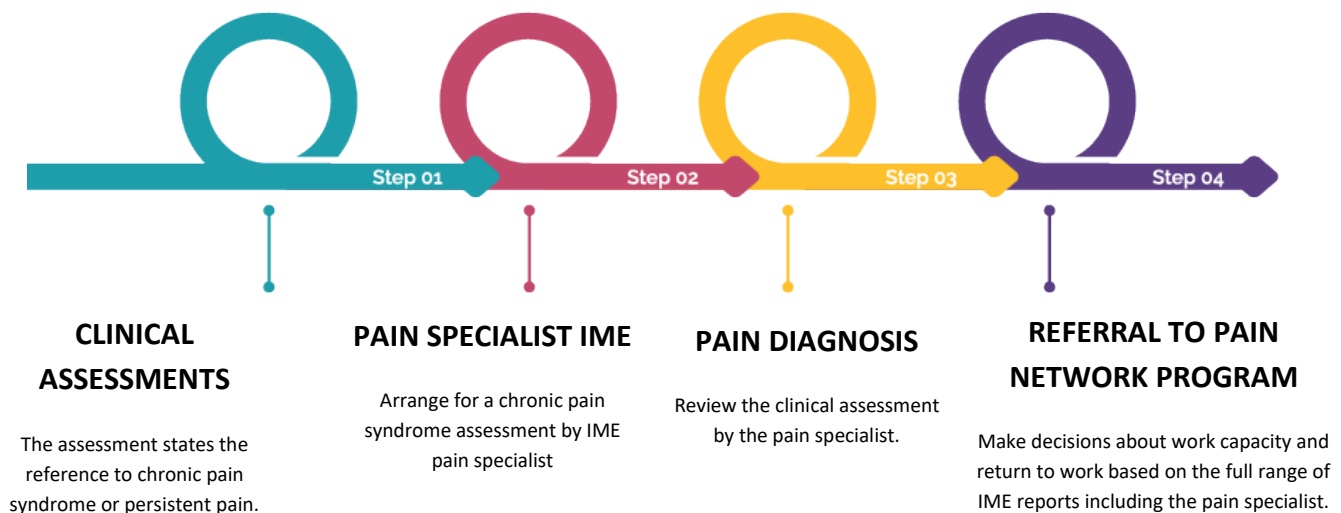 Step 01
Step 02
Step 03
Step 04
CLINICAL
ASSESSMENTS
The assessment states the
reference to chronic pain
syndrome or persistent pain.
PAIN SPECIALIST IME
Arrange for a chronic pain
syndrome assessment by IME
pain specialist
PAIN DIAGNOSIS
Review the clinical assessment
by the pain specialist.
REFERRAL TO PAIN
NETWORK PROGRAM
Make decisions about work capacity and
return to work based on the full range of
IME reports including the pain specialist.